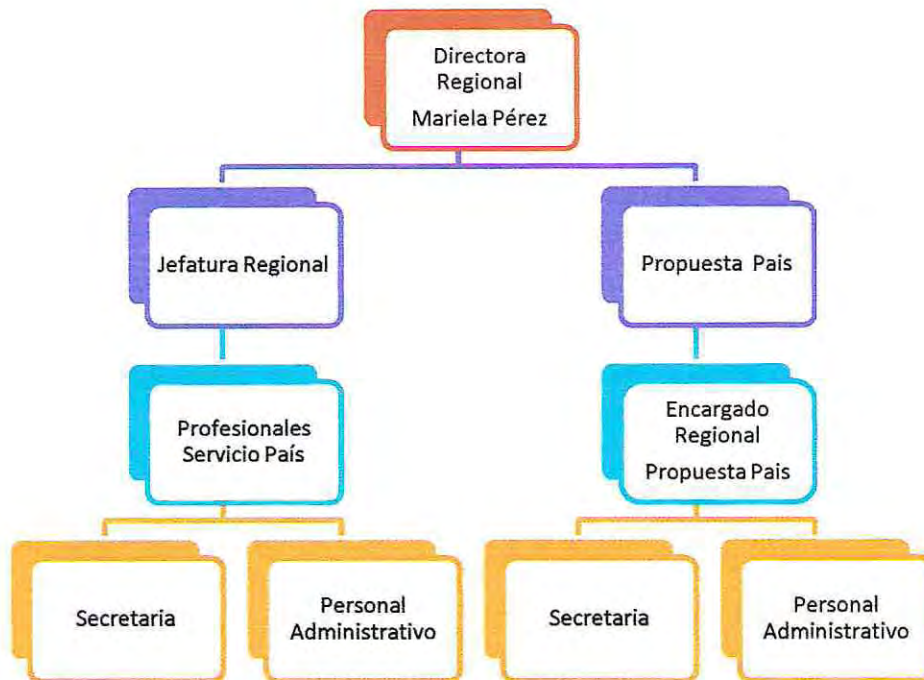 Directora
Regional
Mariela Pérez
Jefatura Regional
Propuesta Pais
Profesionales
Servicio País
Encargado
Regional
Propuesta Pais
Secretaria
Personal
Administrativo
Secretaria
Personal
Administrativo